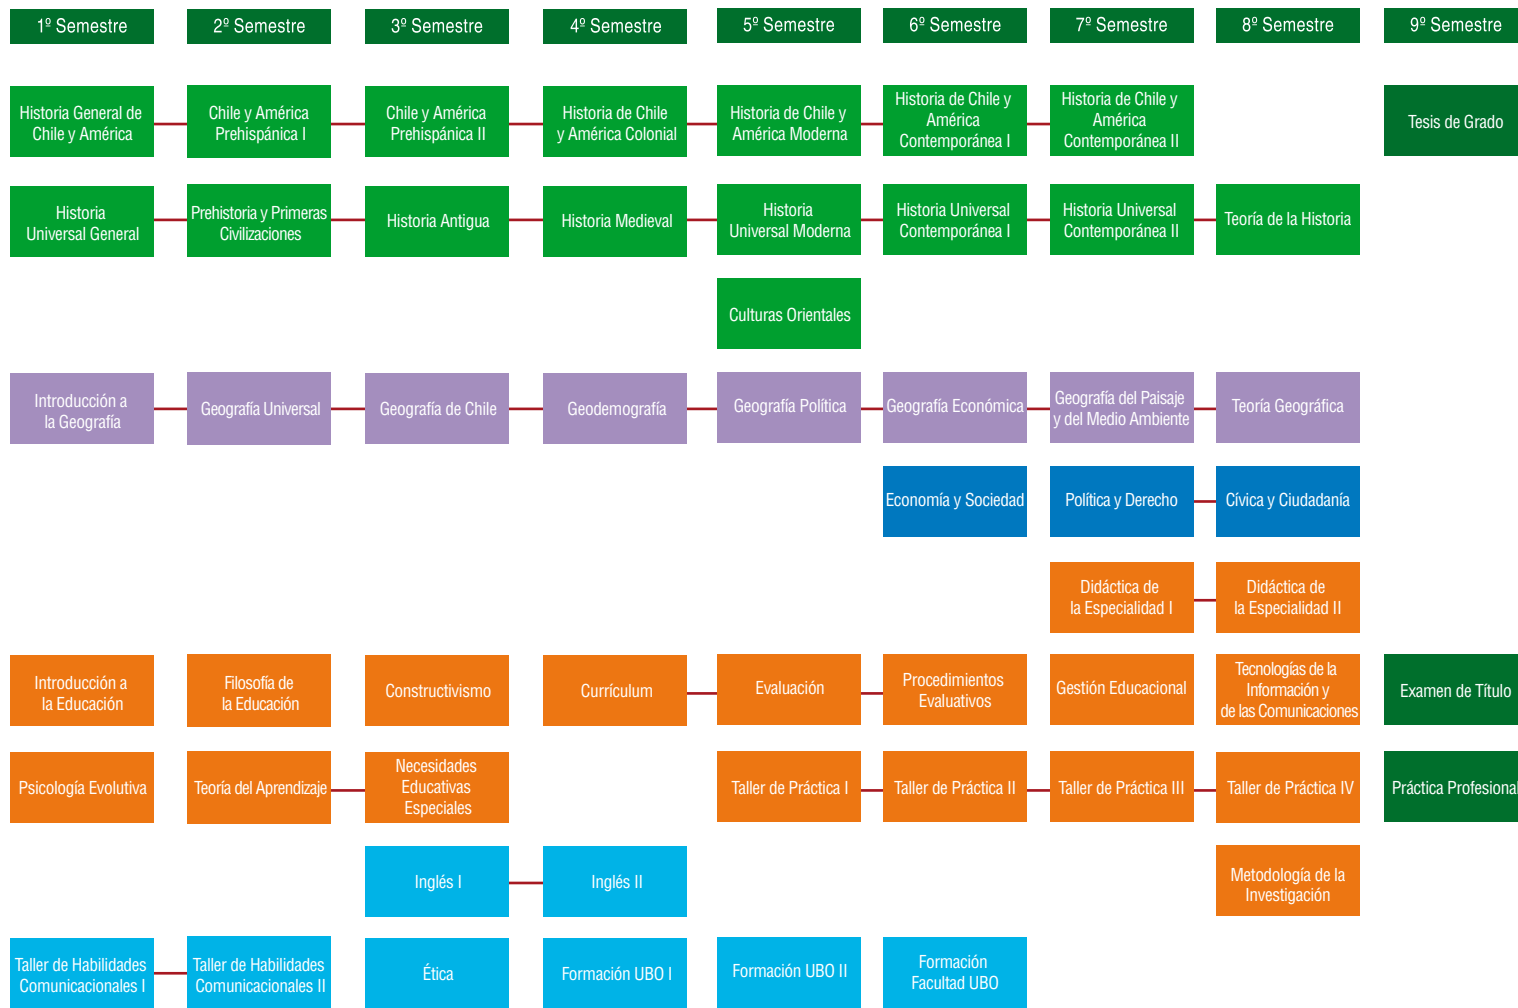 1º Semestre
2º Semestre
3º Semestre
4º Semestre
5º Semestre
6º Semestre
7º Semestre
8º Semestre
9º Semestre
Historia General de
Chile y América
Chile y América
Prehispánica I
Chile y América
Prehispánica II
Historia de Chile
y América Colonial
Historia de Chile y
América Moderna
Historia de Chile y
América
Contemporánea I
Historia de Chile y
América
Contemporánea II
Tesis de Grado
Historia
Universal General
Prehistoria y Primeras
Civilizaciones
Historia Antigua
Historia Medieval
Historia
Universal Moderna
Historia Universal
Contemporánea I
Historia Universal
Contemporánea II
Teoría de la Historia
Culturas Orientales
Introducción a
la Geografía
Geografía Universal
Geografía de Chile
Geodemografía
Geografía Política
Geografía Económica
Geografía del Paisaje
y del Medio Ambiente
Teoría Geográfica
Economía y Sociedad
Política y Derecho
Cívica y Ciudadanía
Didáctica de
la Especialidad I
Didáctica de
la Especialidad II
Introducción a
la Educación
Filosofía de
la Educación
Constructivismo
Currículum
Evaluación
Procedimientos
Evaluativos
Gestión Educacional
Tecnologías de la
Información y
de las Comunicaciones
Examen de Título
Psicología Evolutiva
Teoría del Aprendizaje
Necesidades
Educativas
Especiales
Taller de Práctica I
Taller de Práctica II
Taller de Práctica III
Taller de Práctica IV
Práctica Profesional
Inglés I
Inglés II
Metodología de la
Investigación
Taller de Habilidades
Comunicacionales I
Taller de Habilidades
Comunicacionales II
Ética
Formación UBO I
Formación UBO II
Formación
Facultad UBO